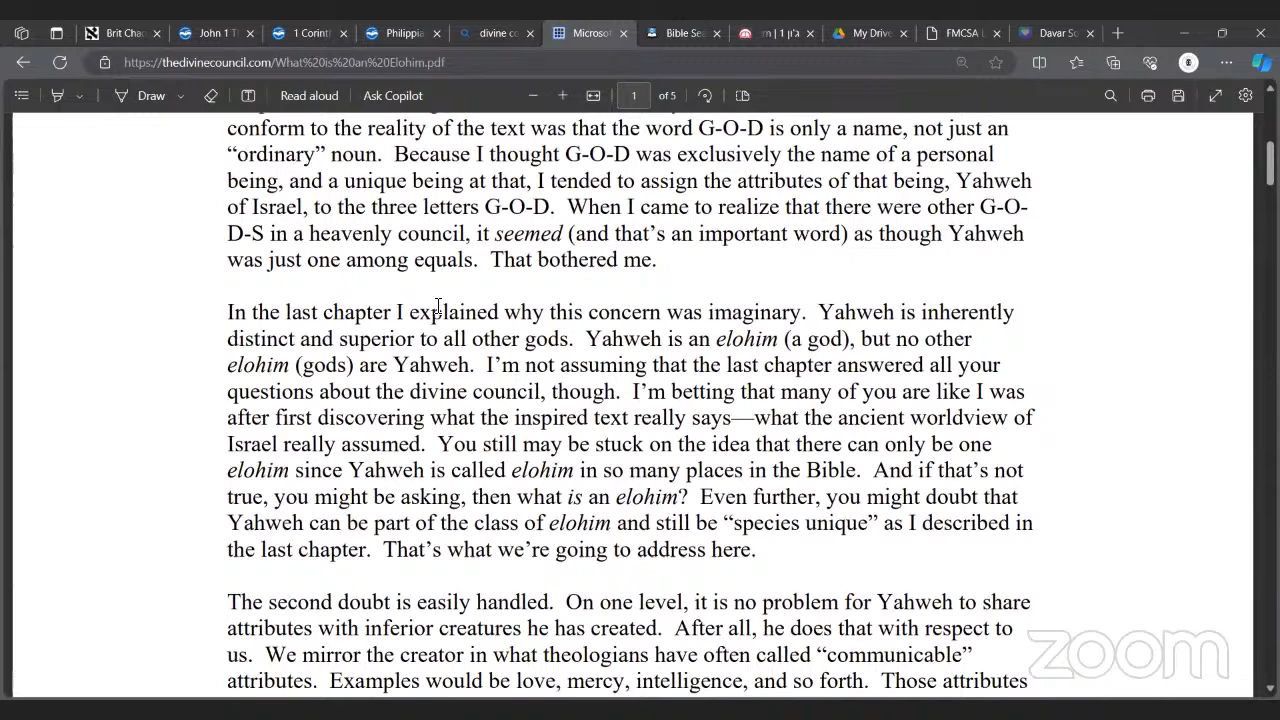 Brit Chac
John 1 T
1 Corint
Philippia
divine co
Microsof
Bible Sea
My Drive
FMCSA L
Davar So
https://thedivinecouncil.com/What%20is%20an%20Elohim.pdf
Draw
Read aloud
Ask Copilot
1 of 5
conform to the reality of the text was that the word G-O-D is only a name, not just an
“ordinary” noun. Because I thought G-O-D was exclusively the name of a personal
being, and a unique being at that, I tended to assign the attributes of that being, Yahweh
of Israel, to the three letters G-O-D. When I came to realize that there were other G-O-
D-S in a heavenly council, it seemed (and that’s an important word) as though Yahweh
was just one among equals. That bothered me.
In the last chapter I explained why this concern was imaginary. Yahweh is inherently
distinct and superior to all other gods. Yahweh is an elohim (a god), but no other
elohim (gods) are Yahweh. I’m not assuming that the last chapter answered all your
questions about the divine council, though. I’m betting that many of you are like I was
after first discovering what the inspired text really says—what the ancient worldview of
Israel really assumed. You still may be stuck on the idea that there can only be one
elohim since Yahweh is called elohim in so many places in the Bible. And if that’s not
true, you might be asking, then what is an elohim? Even further, you might doubt that
Yahweh can be part of the class of elohim and still be “species unique” as I described in
the last chapter. That’s what we’re going to address here.
The second doubt is easily handled. On one level, it is no problem for Yahweh to share
attributes with inferior creatures he has created. After all, he does that with respect to
us. We mirror the creator in what theologians have often called “communicable”
attributes. Examples would be love, mercy, intelligence, and so forth. Those attributes
zoom